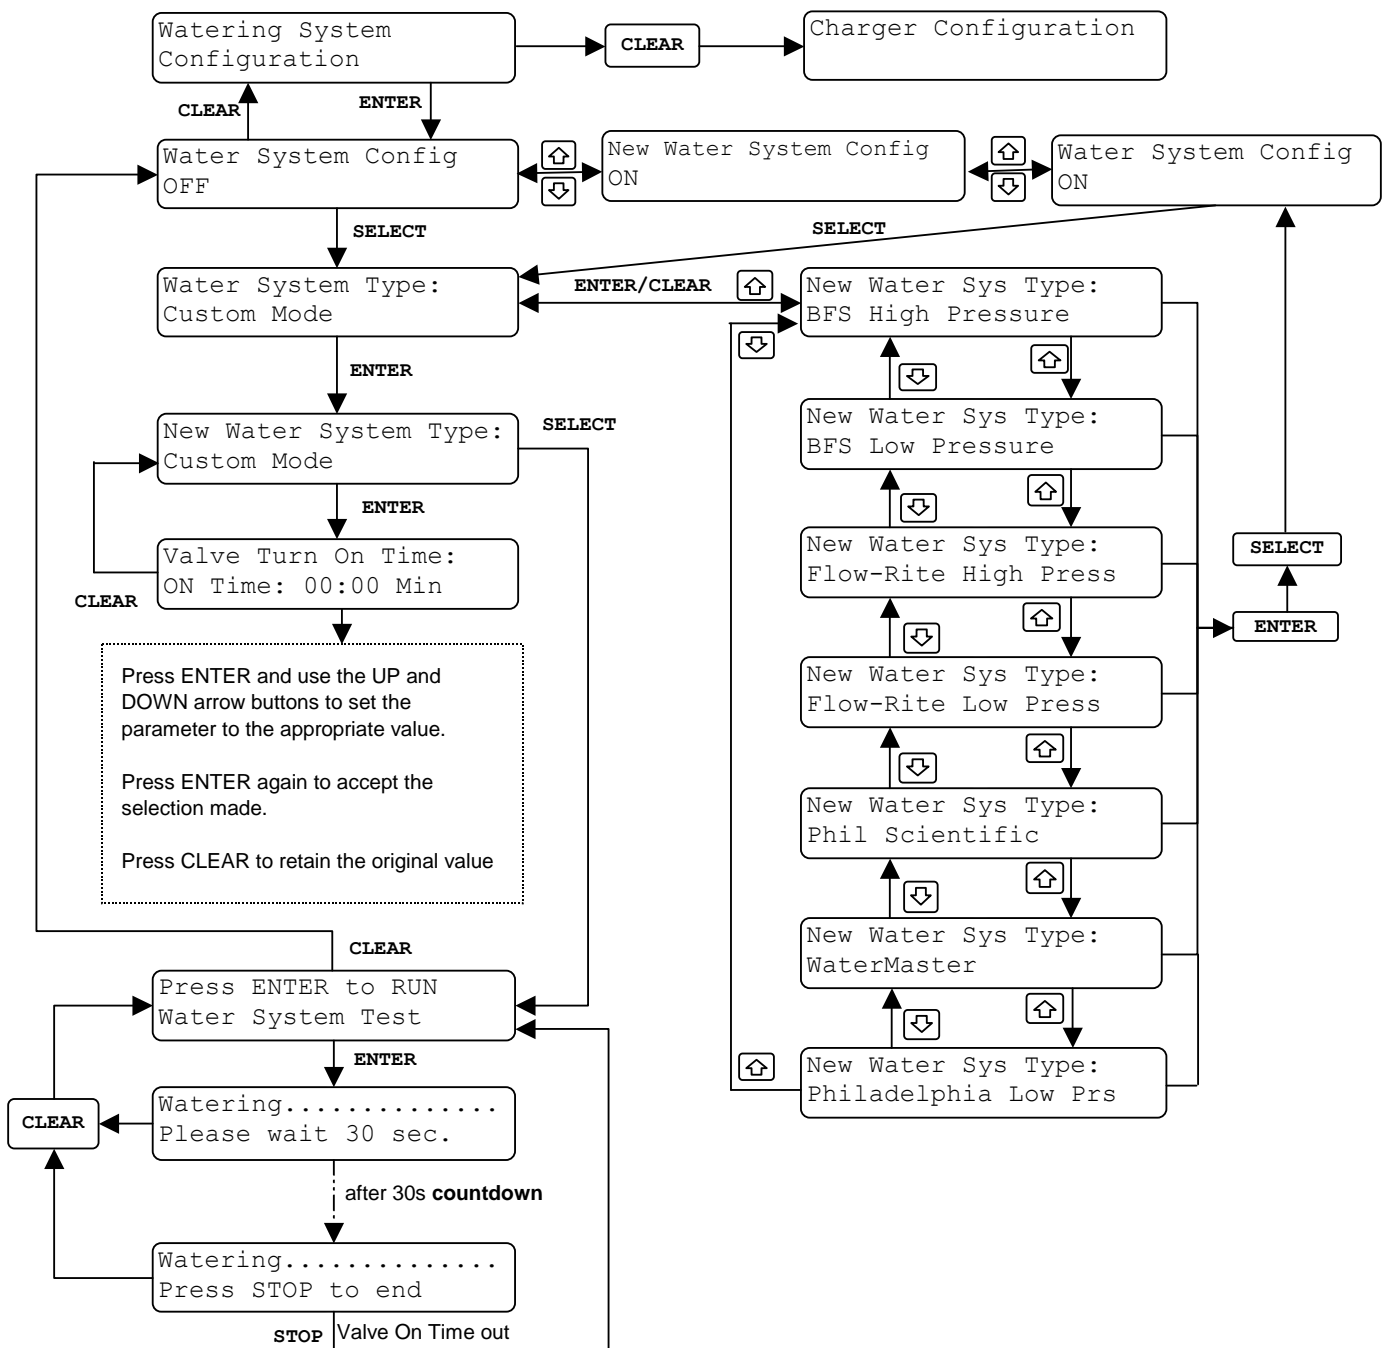 Watering System
Configuration
CLEAR
Charger Configuration
CLEAR
ENTER
Water System Config
OFF
New Water System Config
ON
Water System Config
ON
SELECT
SELECT
Water System Type:
Custom Mode
ENTER/CLEAR
New Water Sys Type:
BFS High Pressure
ENTER
New Water System Type:
Custom Mode
SELECT
New Water Sys Type:
BFS Low Pressure
ENTER
Valve Turn On Time:
ON Time: 00:00 Min
CLEAR
New Water Sys Type:
Flow-Rite High Press
SELECT
ENTER
Press ENTER and use the UP and
DOWN arrow buttons to set the
parameter to the appropriate value.
Press ENTER again to accept the
selection made.
Press CLEAR to retain the original value
New Water Sys Type:
Flow-Rite Low Press
New Water Sys Type:
Phil Scientific
New Water Sys Type:
WaterMaster
New Water Sys Type:
Philadelphia Low Prs
CLEAR
Press ENTER to RUN
Water System Test
ENTER
Watering..............
Please wait 30 sec.
CLEAR
after 30s countdown
Watering..............
Press STOP to end
STOP
Valve On Time out